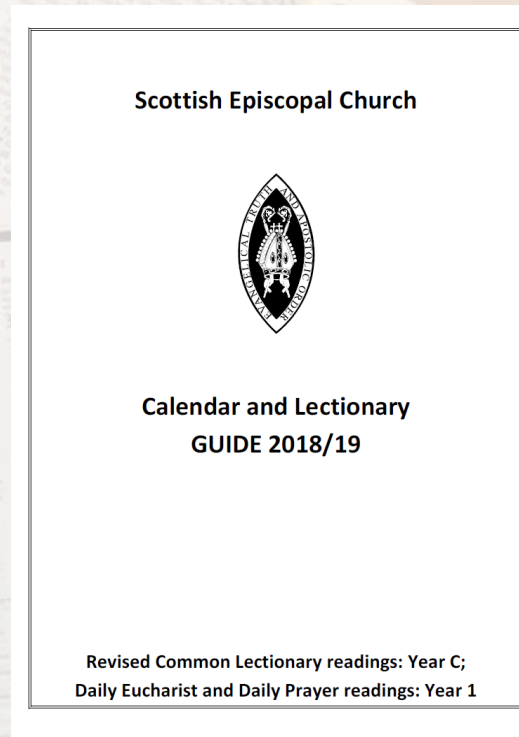 Scottish Episcopal Church
EVANGELICAL TRUTH AND APOSTOLIC ORDER
Calendar and Lectionary
GUIDE 2018/19
Revised Common Lectionary readings: Year C;
Daily Eucharist and Daily Prayer readings: Year 1